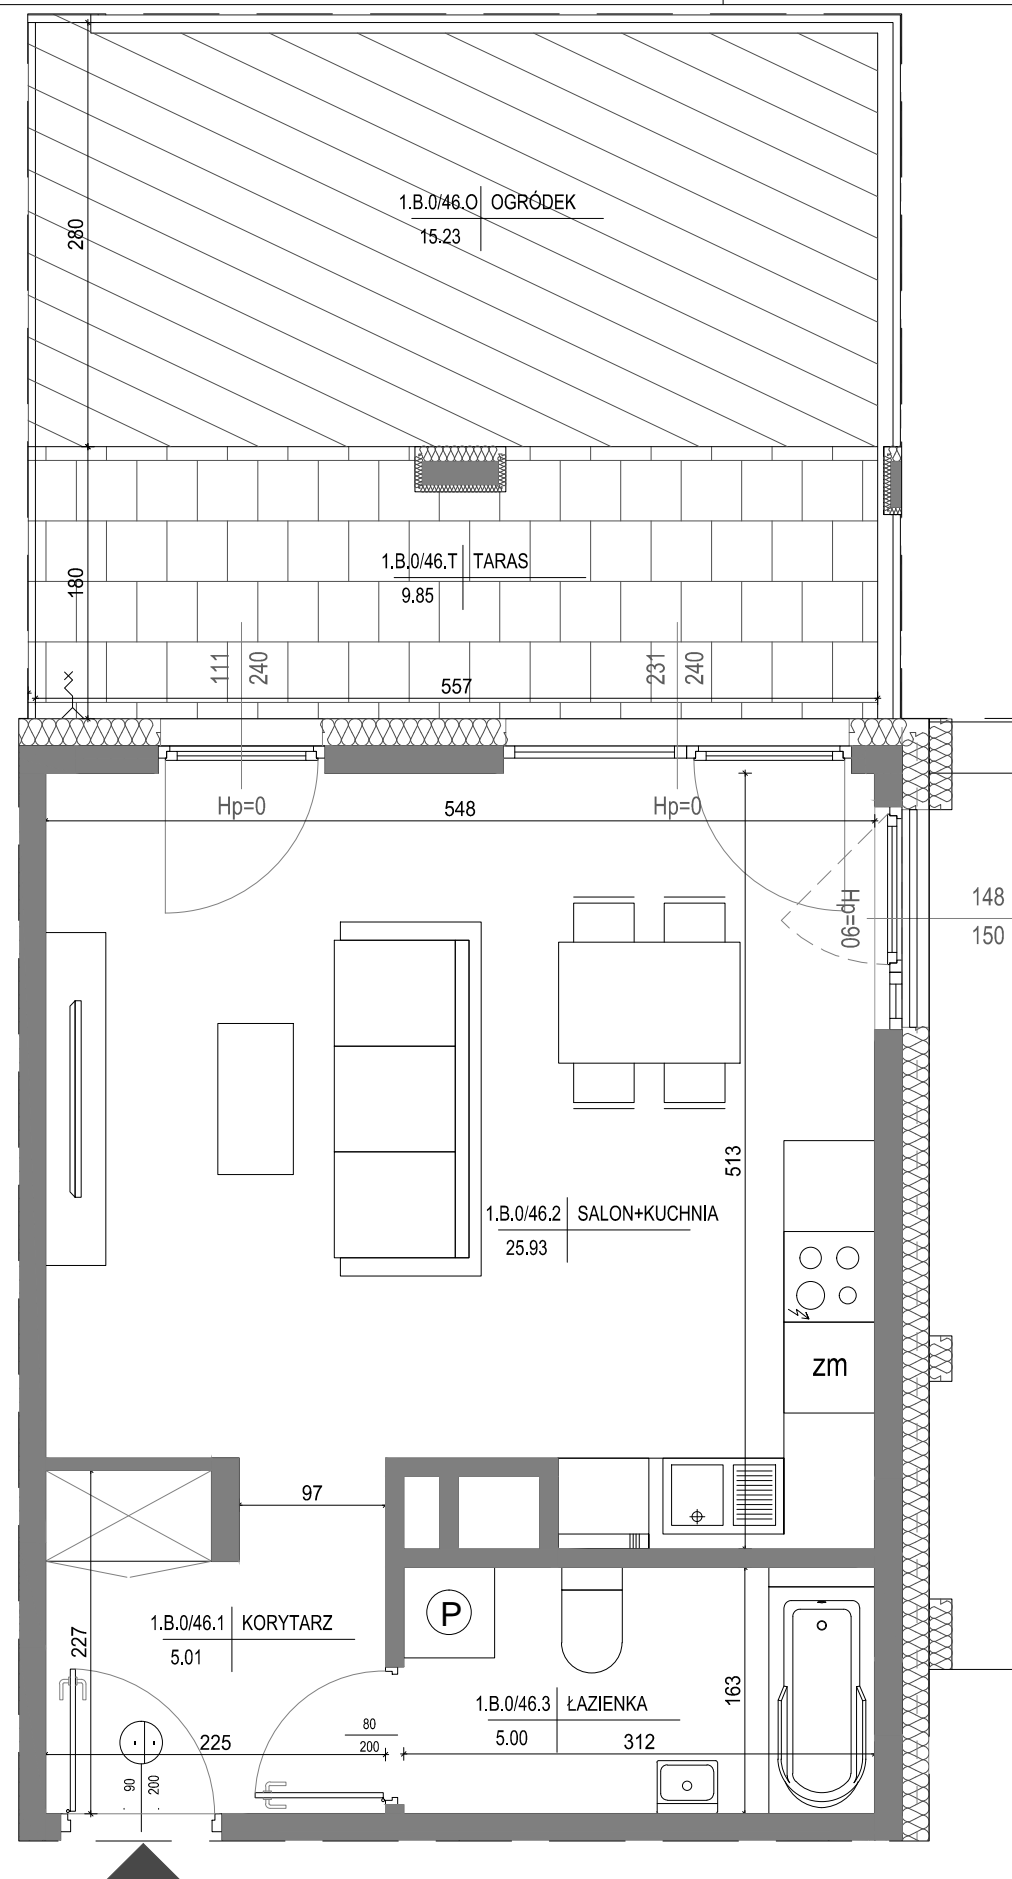 1.B.0/46.O OGRÓDEK
15.23
280
1.B.0/46.T TARAS
9.85
180
111
240
231
240
557
Hp=0
548
Hp=0
Hp=90
148
150
513
1.B.0/46.2 SALON+KUCHNIA
25.93
zm
97
1.B.0/46.1 KORYTARZ
5.01
227
P
1.B.0/46.3 ŁAZIENKA
5.00
163
312
225
80
200
90
200